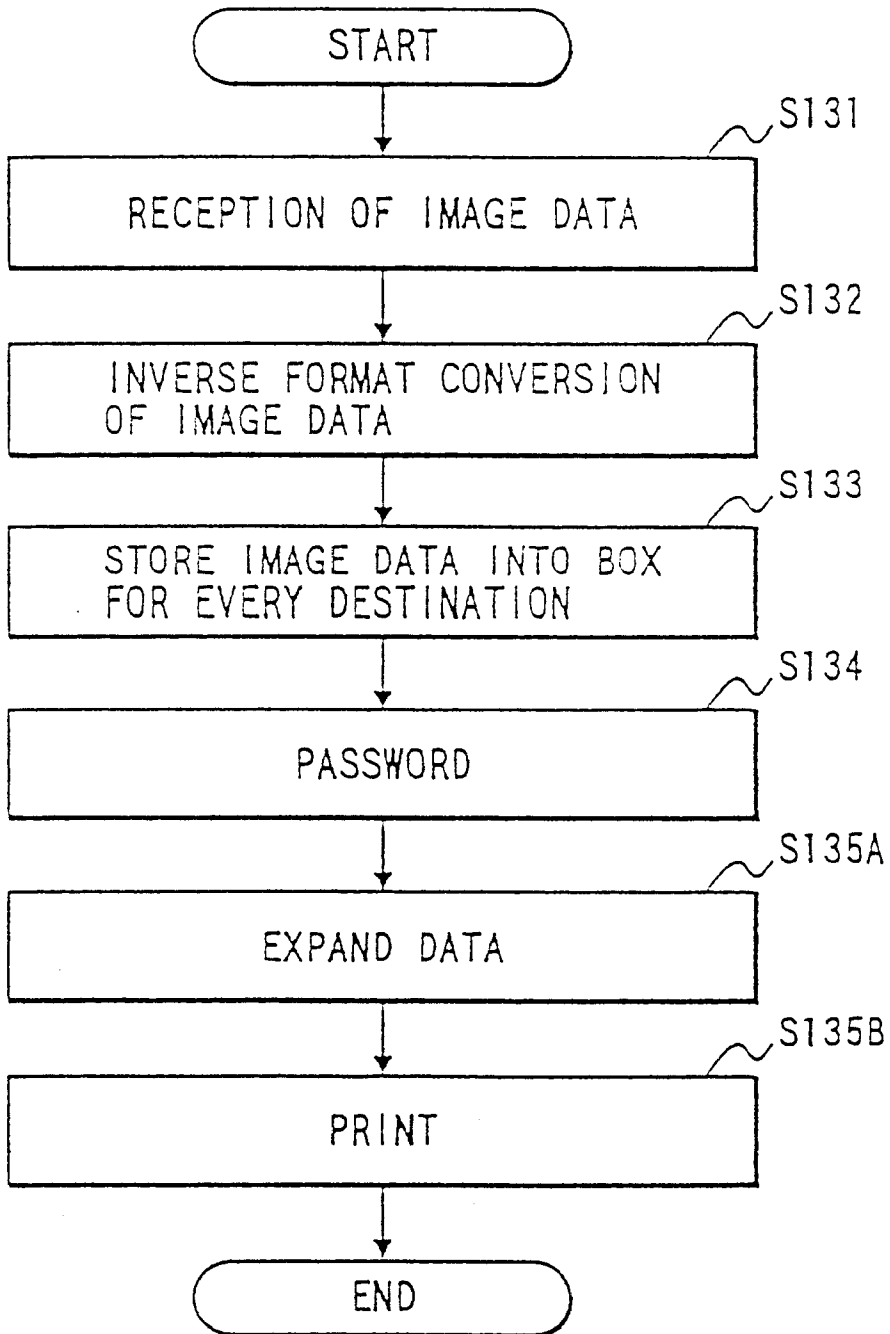 START
S131
RECEPTION OF IMAGE DATA
S132
INVERSE FORMAT CONVERSION
OF IMAGE DATA
S133
STORE IMAGE DATA INTO BOX
FOR EVERY DESTINATION
S134
PASSWORD
S135A
EXPAND DATA
S135B
PRINT
END